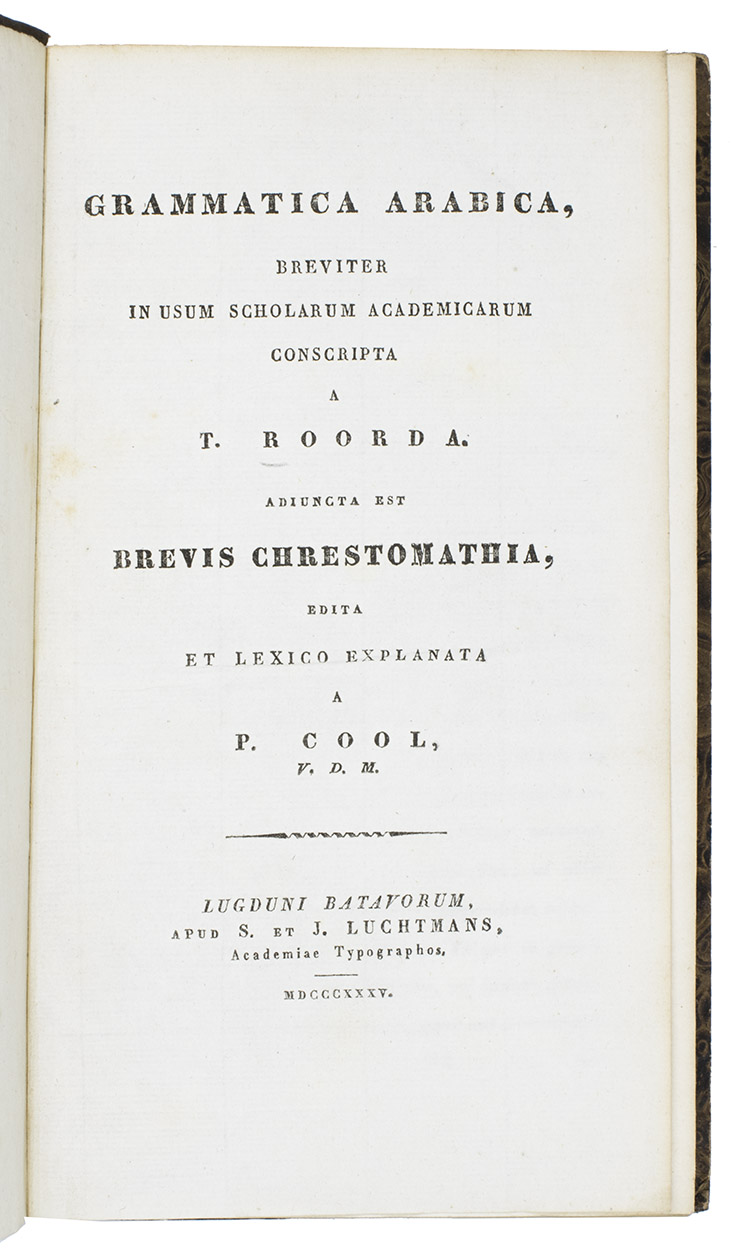 GRAMMATICA ARABICA,
BREVITER
IN USUM SCHOLARUM ACADEMICARUM
CONSCRIPTA
A
T. ROORDA.
ADIUNCTA EST
BREVIS CHRESTOMATHIA,
EDITA
ET LEXICO EXPLANATA
A
P. COOL,
V. D. M.
LUGDUNI BATAVORUM,
APUD S. ET J. LUCHTMANS,
Academiae Typographos,
MDCCCXXXV.